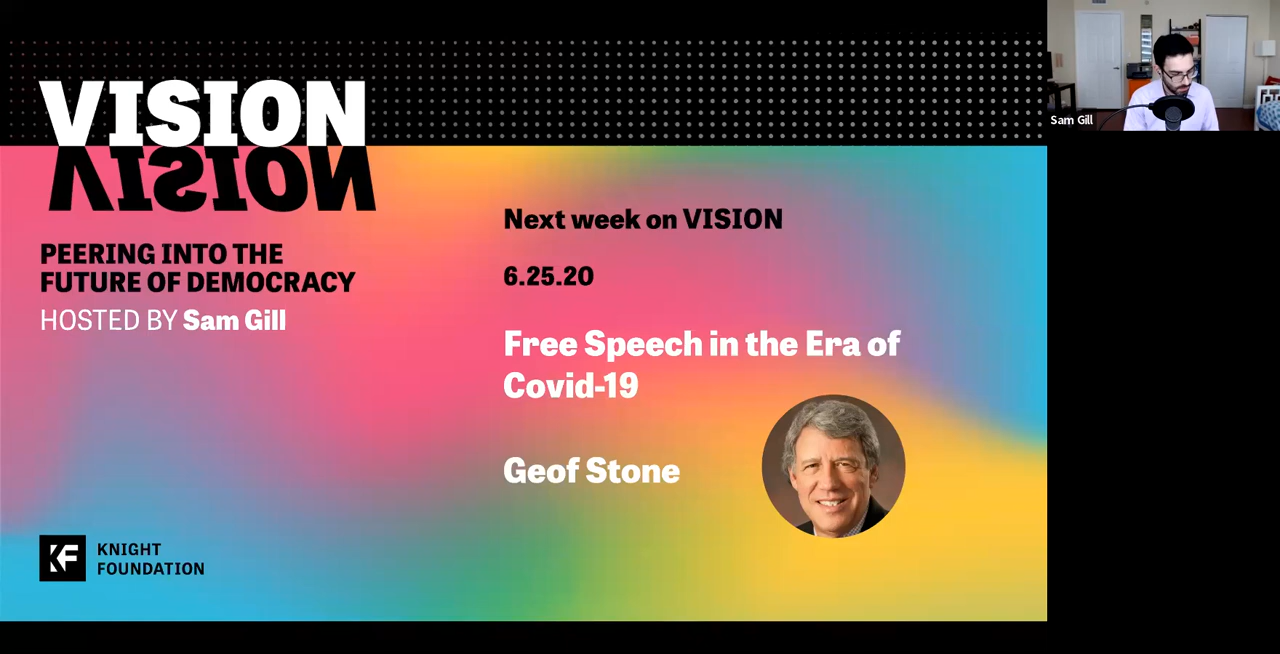 VISION
VISION
PEERING INTO THE
FUTURE OF DEMOCRACY
HOSTED BY Sam Gill
Next week on VISION
6.25.20
Free Speech in the Era of
Covid-19
Geof Stone
KF
KNIGHT
FOUNDATION
Sam Gill